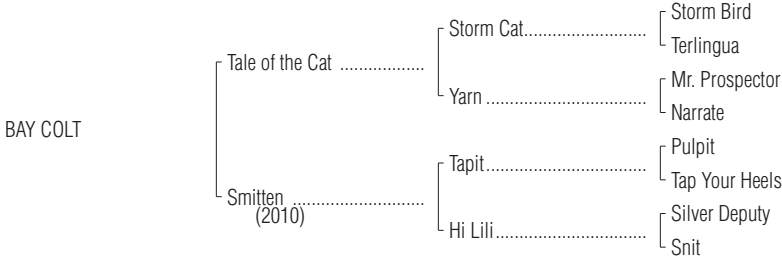 Storm Bird
Storm Cat..............................
Terlingua
Tale of the Cat ..................
Mr. Prospector
Yarn ......................................
Narrate
BAY COLT
Pulpit
Tapit......................................
Tap Your Heels
Smitten .............................
(2010)
Silver Deputy
Hi Lili....................................
Snit